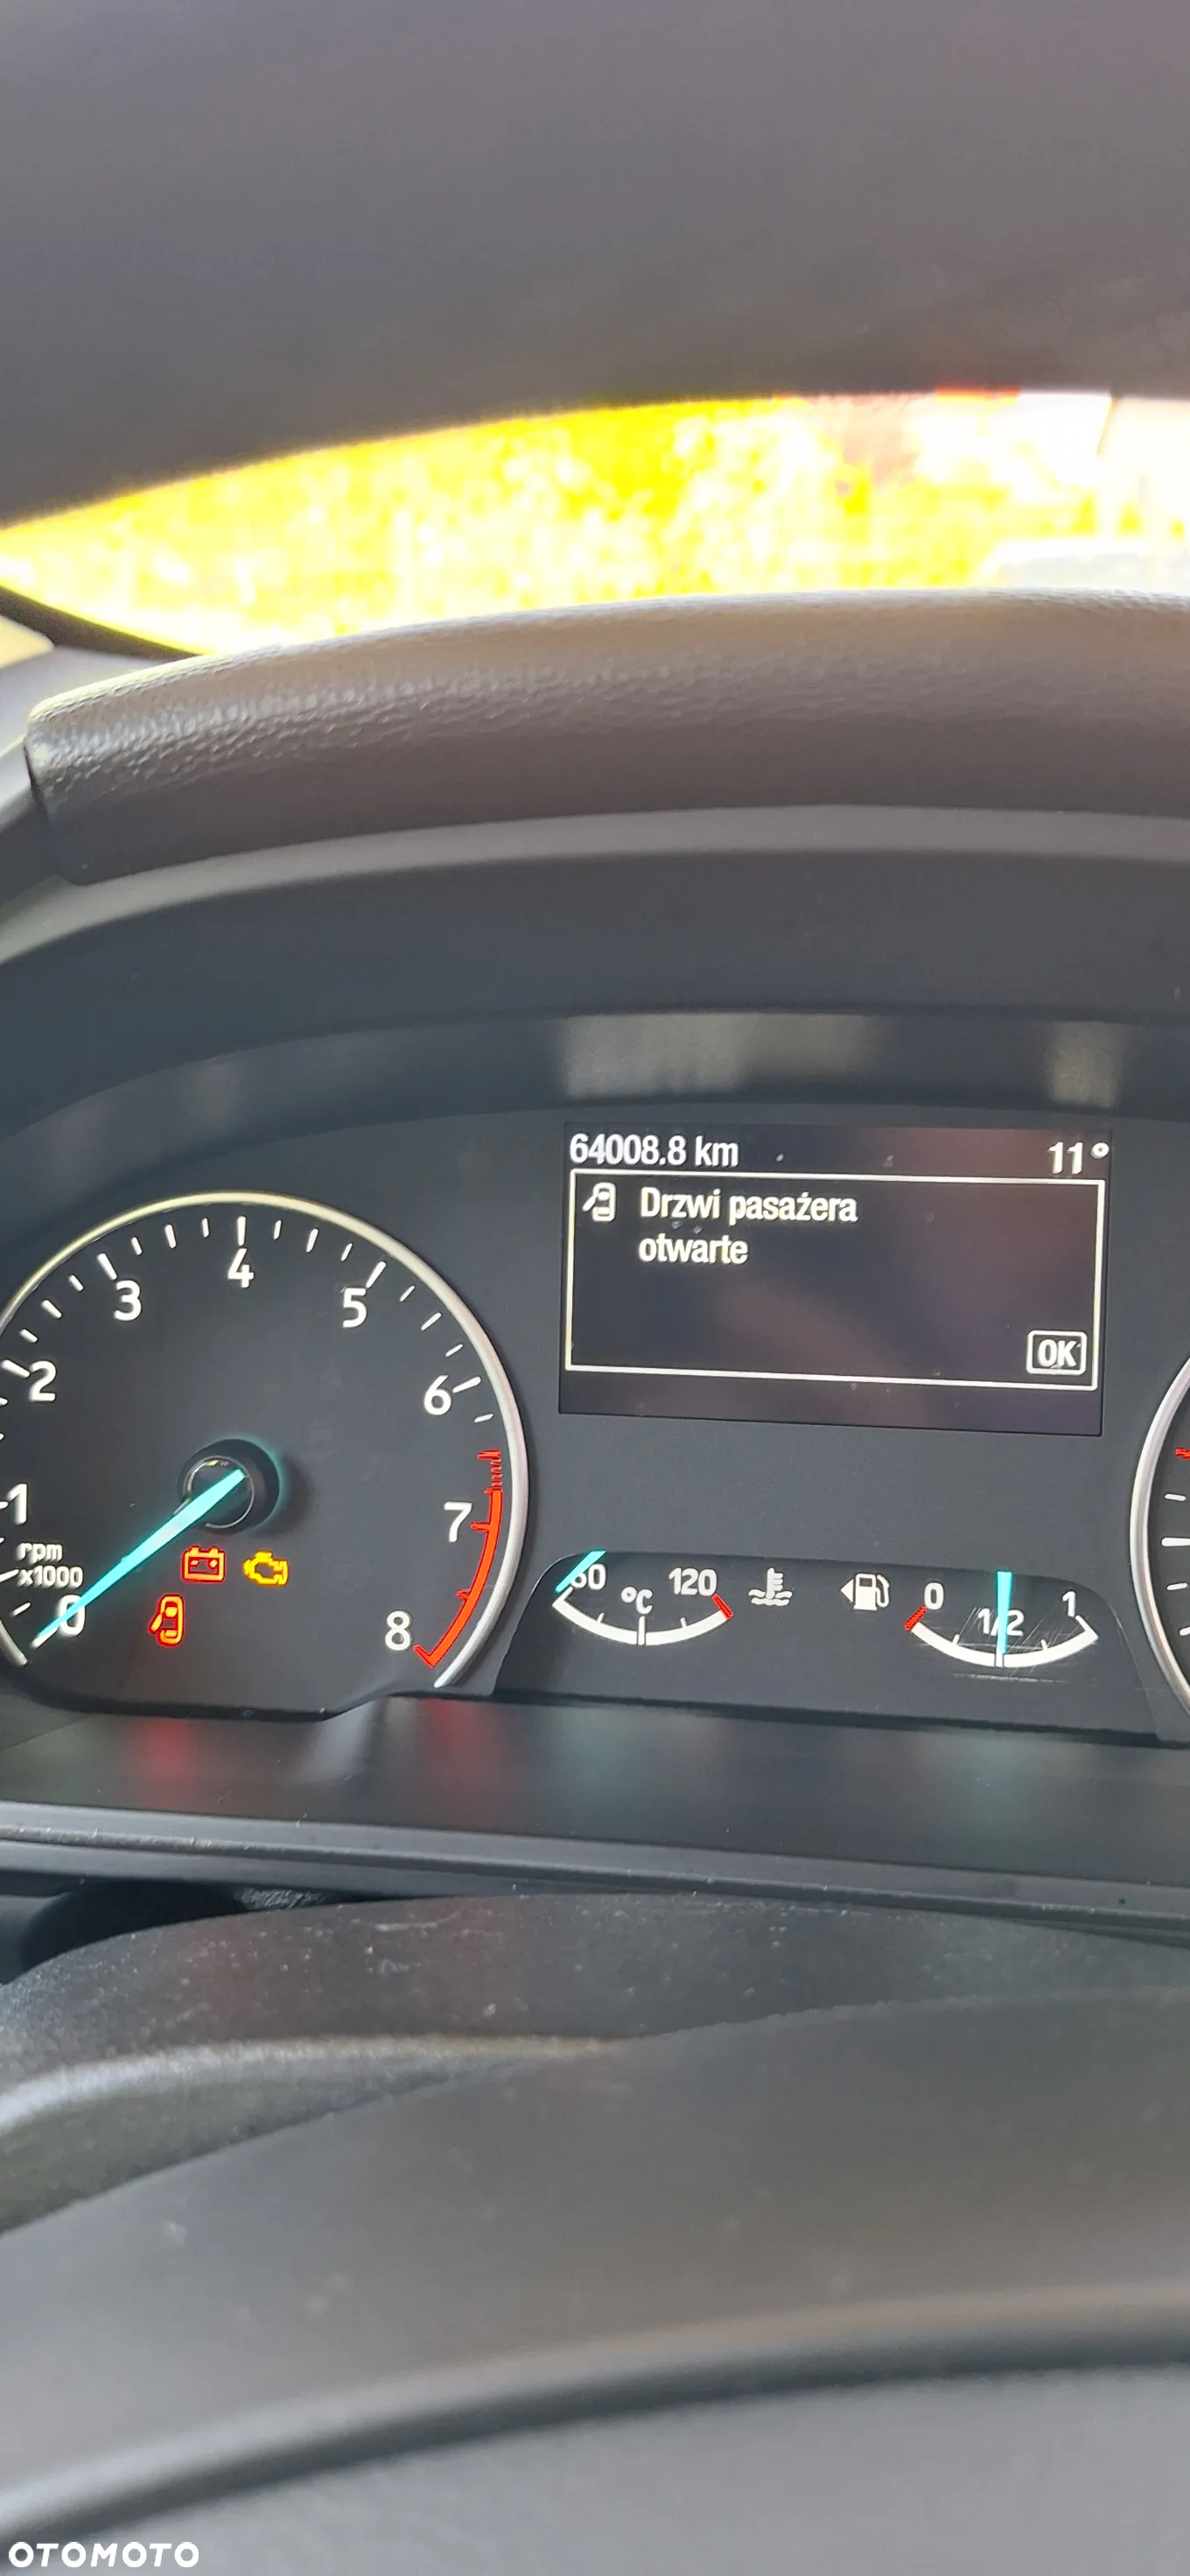 64008.8 km 11°
Drzwi pasażera
otwarte
OK
1 2 3 4 5 6 7 8
rpm
x1000
0
°C 120
0 1/2 1
OTOMOTO